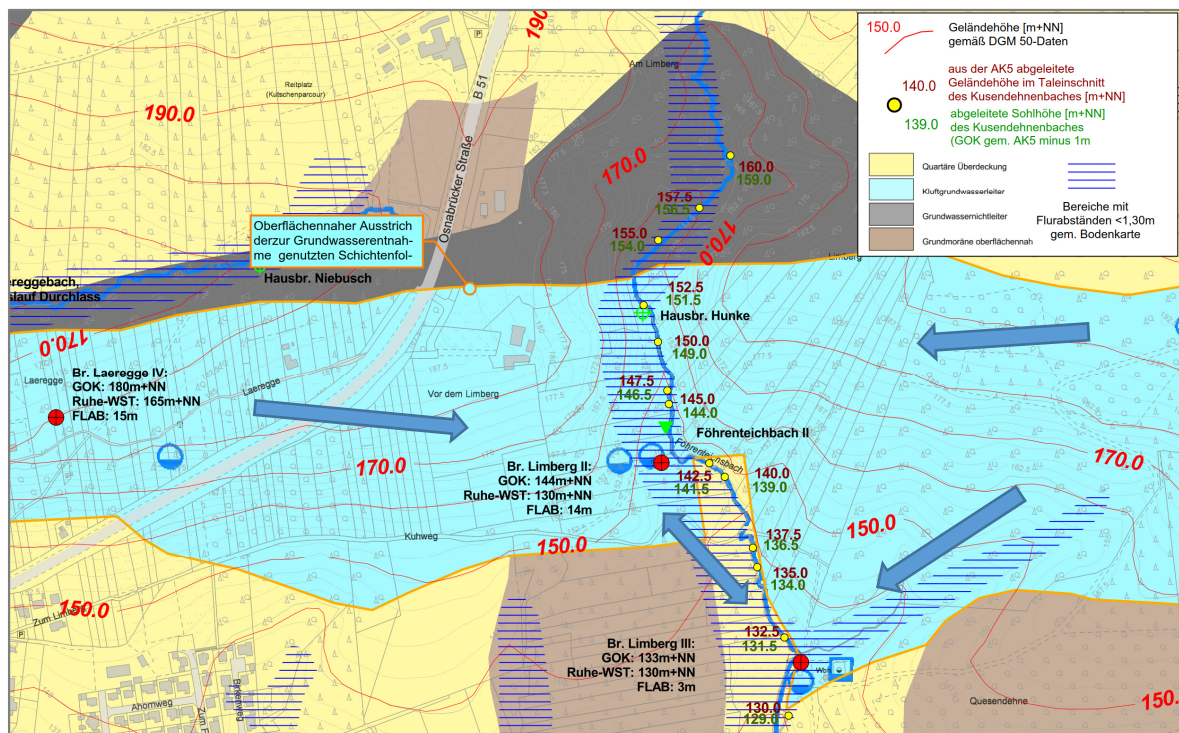 190.0
190.0
170.0
170.0
170.0
170.0
170.0
150.0
150.0
150.0
150.0
P
Reitplatz
(Kutschenparcour)
Osnabrücker Straße
B 51
Am Limberg
Oberflächennaher Ausstrich
derzur Grundwasserentnah-
me genutzten Schichtenfol-
Hausbr. Niebusch
ereggebach,
slauf Durchlass
Br. Laeregge IV:
GOK: 180m+NN
Ruhe-WST: 165m+NN
FLAB: 15m
Laeregge
Laeregge
Vor dem Limberg
Kuhweg
160.0
159.0
157.5
156.5
155.0
154.0
152.5
151.5
Hausbr. Hunke
150.0
149.0
147.5
146.5
145.0
144.0
Föhrenteichbach II
142.5
141.5
140.0
139.0
137.5
136.5
135.0
134.0
132.5
131.5
130.0
129.0
Br. Limberg II:
GOK: 144m+NN
Ruhe-WST: 130m+NN
FLAB: 14m
Br. Limberg III:
GOK: 133m+NN
Ruhe-WST: 130m+NN
FLAB: 3m
P
Ahornweg
Birkenweg
Quesendehne
150.0
Geländehöhe [m+NN]
gemäß DGM 50-Daten
140.0
aus der AK5 abgeleitete
Geländehöhe im Taleinschnitt
des Kusendehnenbaches [m+NN]
139.0
abgeleitete Sohlhöhe [m+NN]
des Kusendehnenbaches
(GOK gem. AK5 minus 1m
Quartäre Überdeckung
Kluftgrundwasserleiter
Grundwassernichtleiter
Grundmoräne oberflächennah
Bereiche mit
Flurabständen <1,30m
gem. Bodenkarte